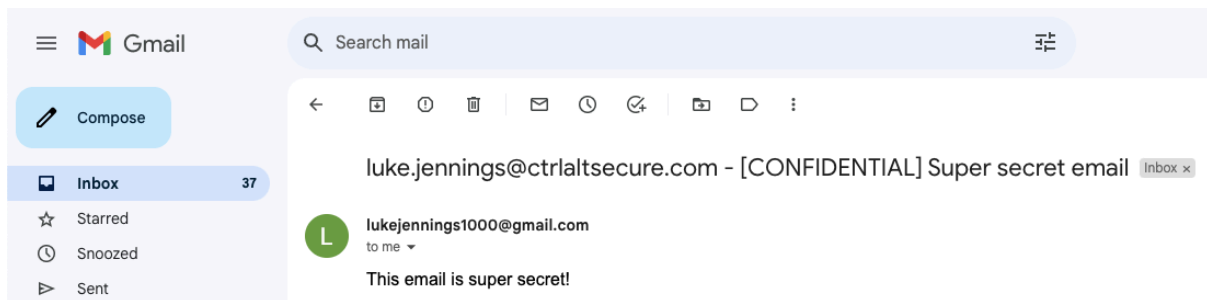 Gmail
Search mail
Compose
luke.jennings@ctrlaltsecure.com - [CONFIDENTIAL] Super secret email Inbox ×
Inbox 37
Starred
Snoozed
Sent
L
lukejennings1000@gmail.com
to me
This email is super secret!